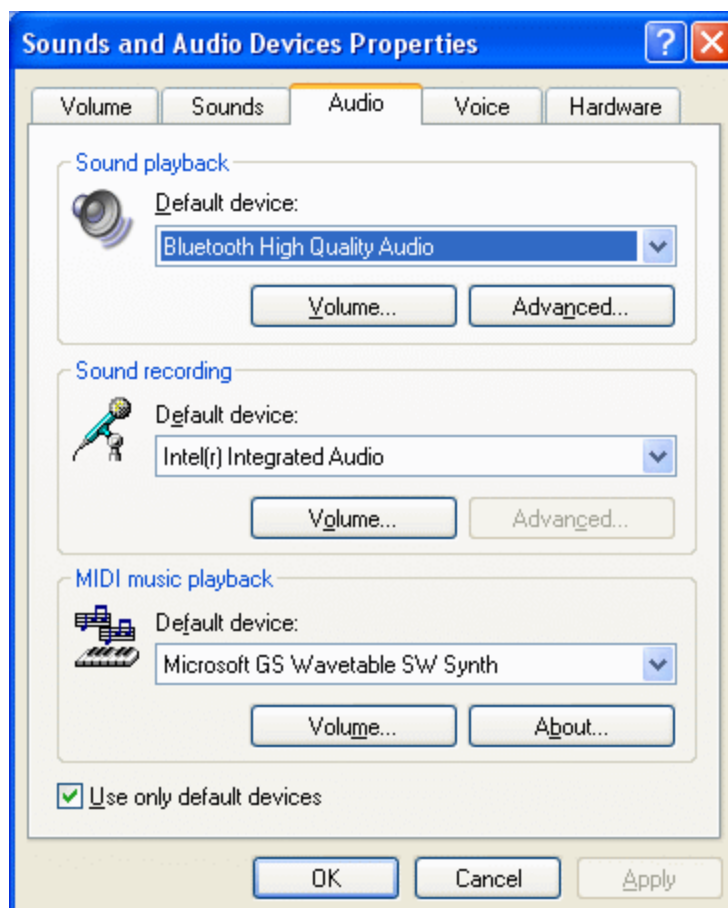 Sounds and Audio Devices Properties
Volume Sounds Audio Voice Hardware
Sound playback
Default device:
Bluetooth High Quality Audio
Volume... Advanced...
Sound recording
Default device:
Intel(r) Integrated Audio
Volume... Advanced...
MIDI music playback
Default device:
Microsoft GS Wavetable SW Synth
Volume... About...
Use only default devices
OK Cancel Apply